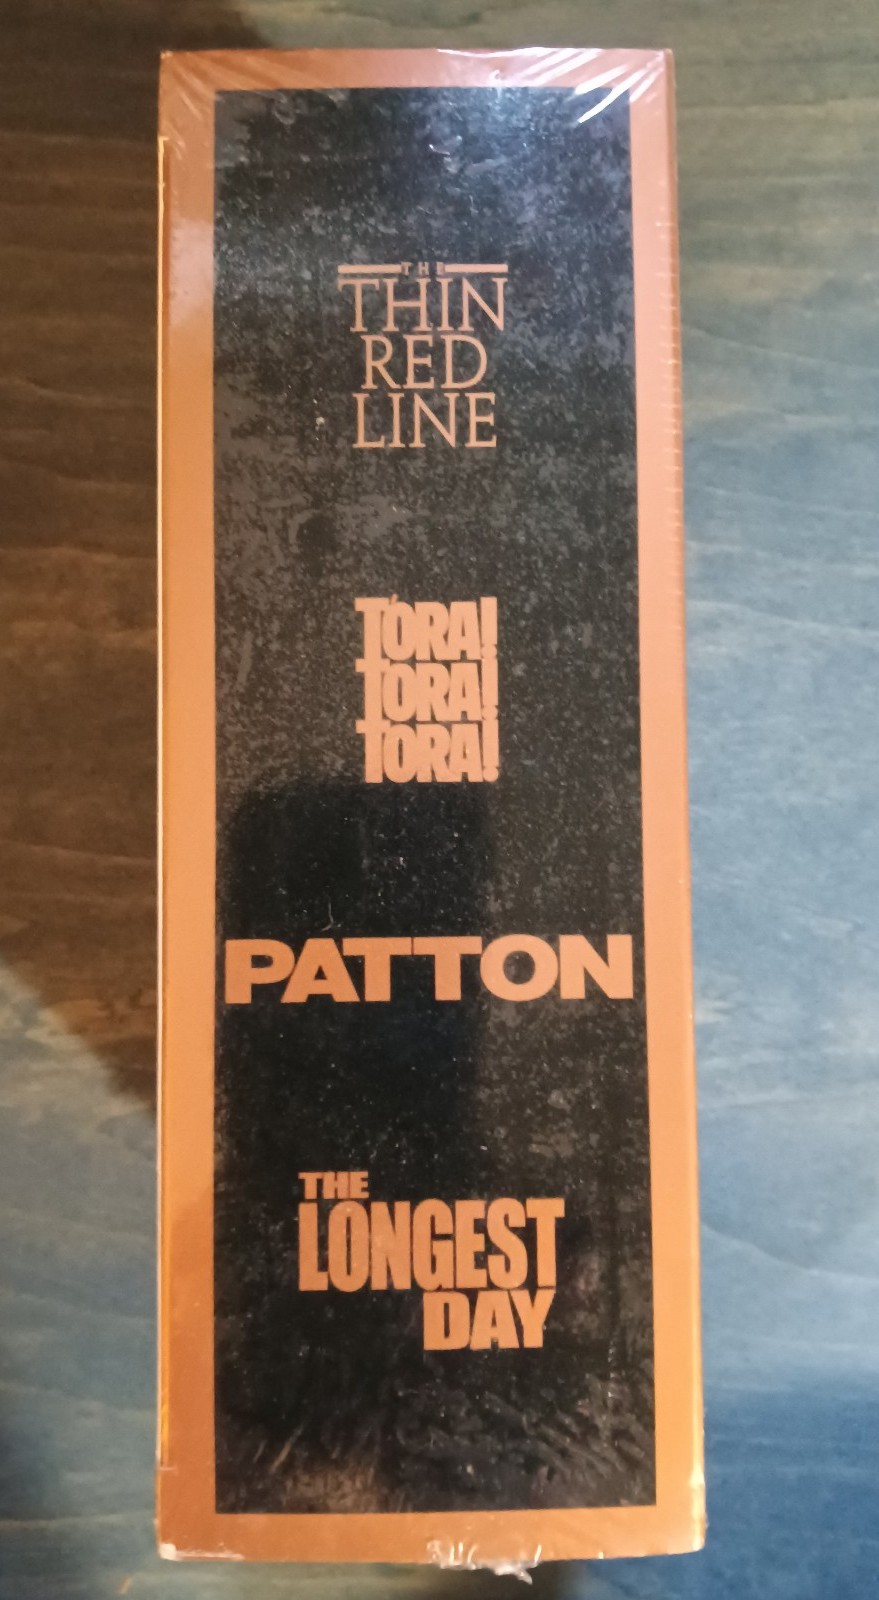 THE
THIN
RED
LINE
TORA!
TORA!
TORA!
PATTON
THE
LONGEST
DAY